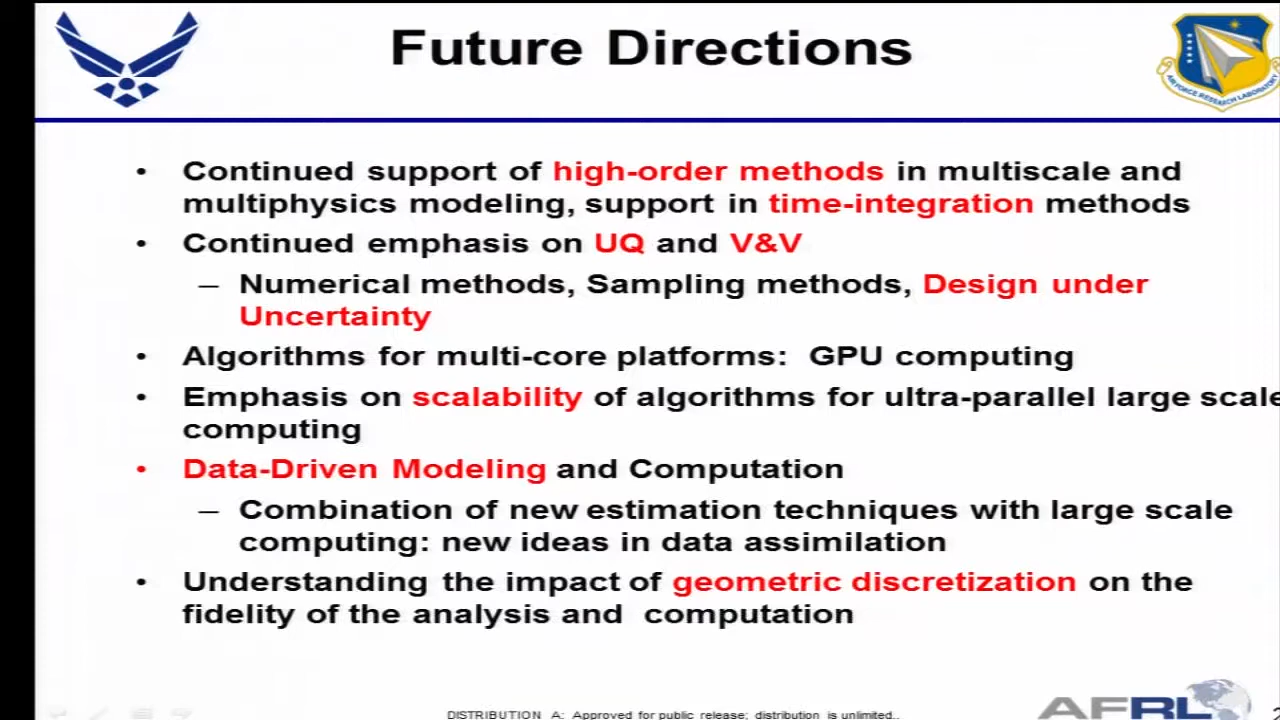 Future Directions
AIR FORCE RESEARCH LABORATORY
• Continued support of high-order methods in multiscale and
multiphysics modeling, support in time-integration methods
• Continued emphasis on UQ and V&V
– Numerical methods, Sampling methods, Design under
Uncertainty
• Algorithms for multi-core platforms: GPU computing
• Emphasis on scalability of algorithms for ultra-parallel large scale
computing
• Data-Driven Modeling and Computation
– Combination of new estimation techniques with large scale
computing: new ideas in data assimilation
• Understanding the impact of geometric discretization on the
fidelity of the analysis and computation
DISTRIBUTION A: Approved for public release; distribution is unlimited..
AFRL